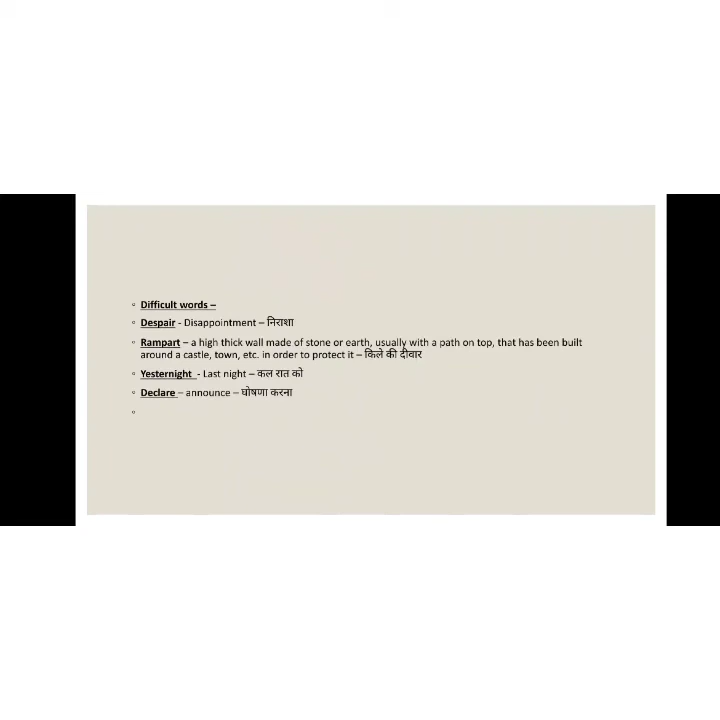 Difficult words –
Despair - Disappointment – निराशा
Rampart – a high thick wall made of stone or earth, usually with a path on top, that has been built
around a castle, town, etc. in order to protect it – किले की दीवार
Yesternight - Last night – कल रात को
Declare – announce – घोषणा करना